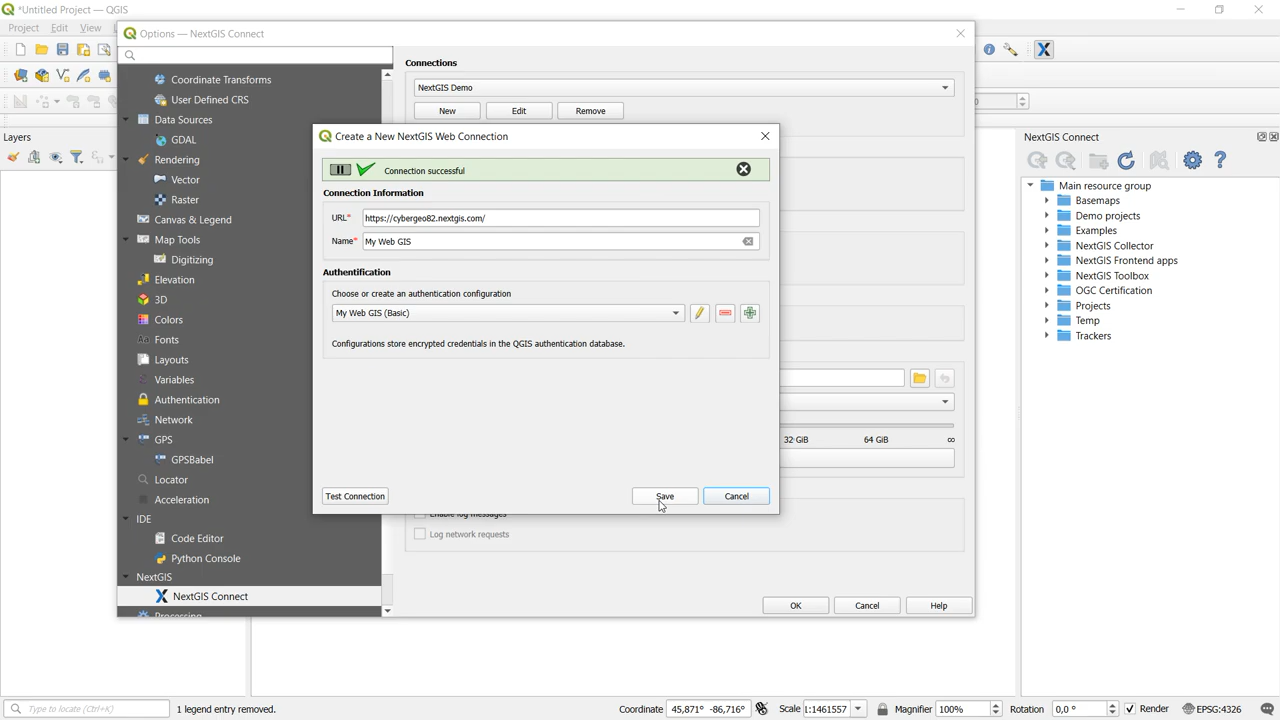 *Untitled Project — QGIS
Project Edit View
Options — NextGIS Connect
Coordinate Transforms
User Defined CRS
Data Sources
GDAL
Rendering
Vector
Raster
Canvas & Legend
Map Tools
Digitizing
Elevation
3D
Colors
Fonts
Layouts
Variables
Authentication
Network
GPS
GPSBabel
Locator
Acceleration
IDE
Code Editor
Python Console
NextGIS
NextGIS Connect
Processing
Connections
NextGIS Demo
New Edit Remove
Create a New NextGIS Web Connection
Connection successful
Connection Information
URL* https://cybergeo82.nextgis.com/
Name* My Web GIS
Authentification
Choose or create an authentication configuration
My Web GIS (Basic)
Configurations store encrypted credentials in the QGIS authentication database.
Test Connection Save Cancel
32 GiB 64 GiB ∞
Enable log messages
Log network requests
OK Cancel Help
Layers
NextGIS Connect
Main resource group
Basemaps
Demo projects
Examples
NextGIS Collector
NextGIS Frontend apps
NextGIS Toolbox
OGC Certification
Projects
Temp
Trackers
Type to locate (Ctrl+K) 1 legend entry removed. Coordinate 45,871° -86,716° Scale 1:1461557 Magnifier 100% Rotation 0,0 ° Render EPSG:4326